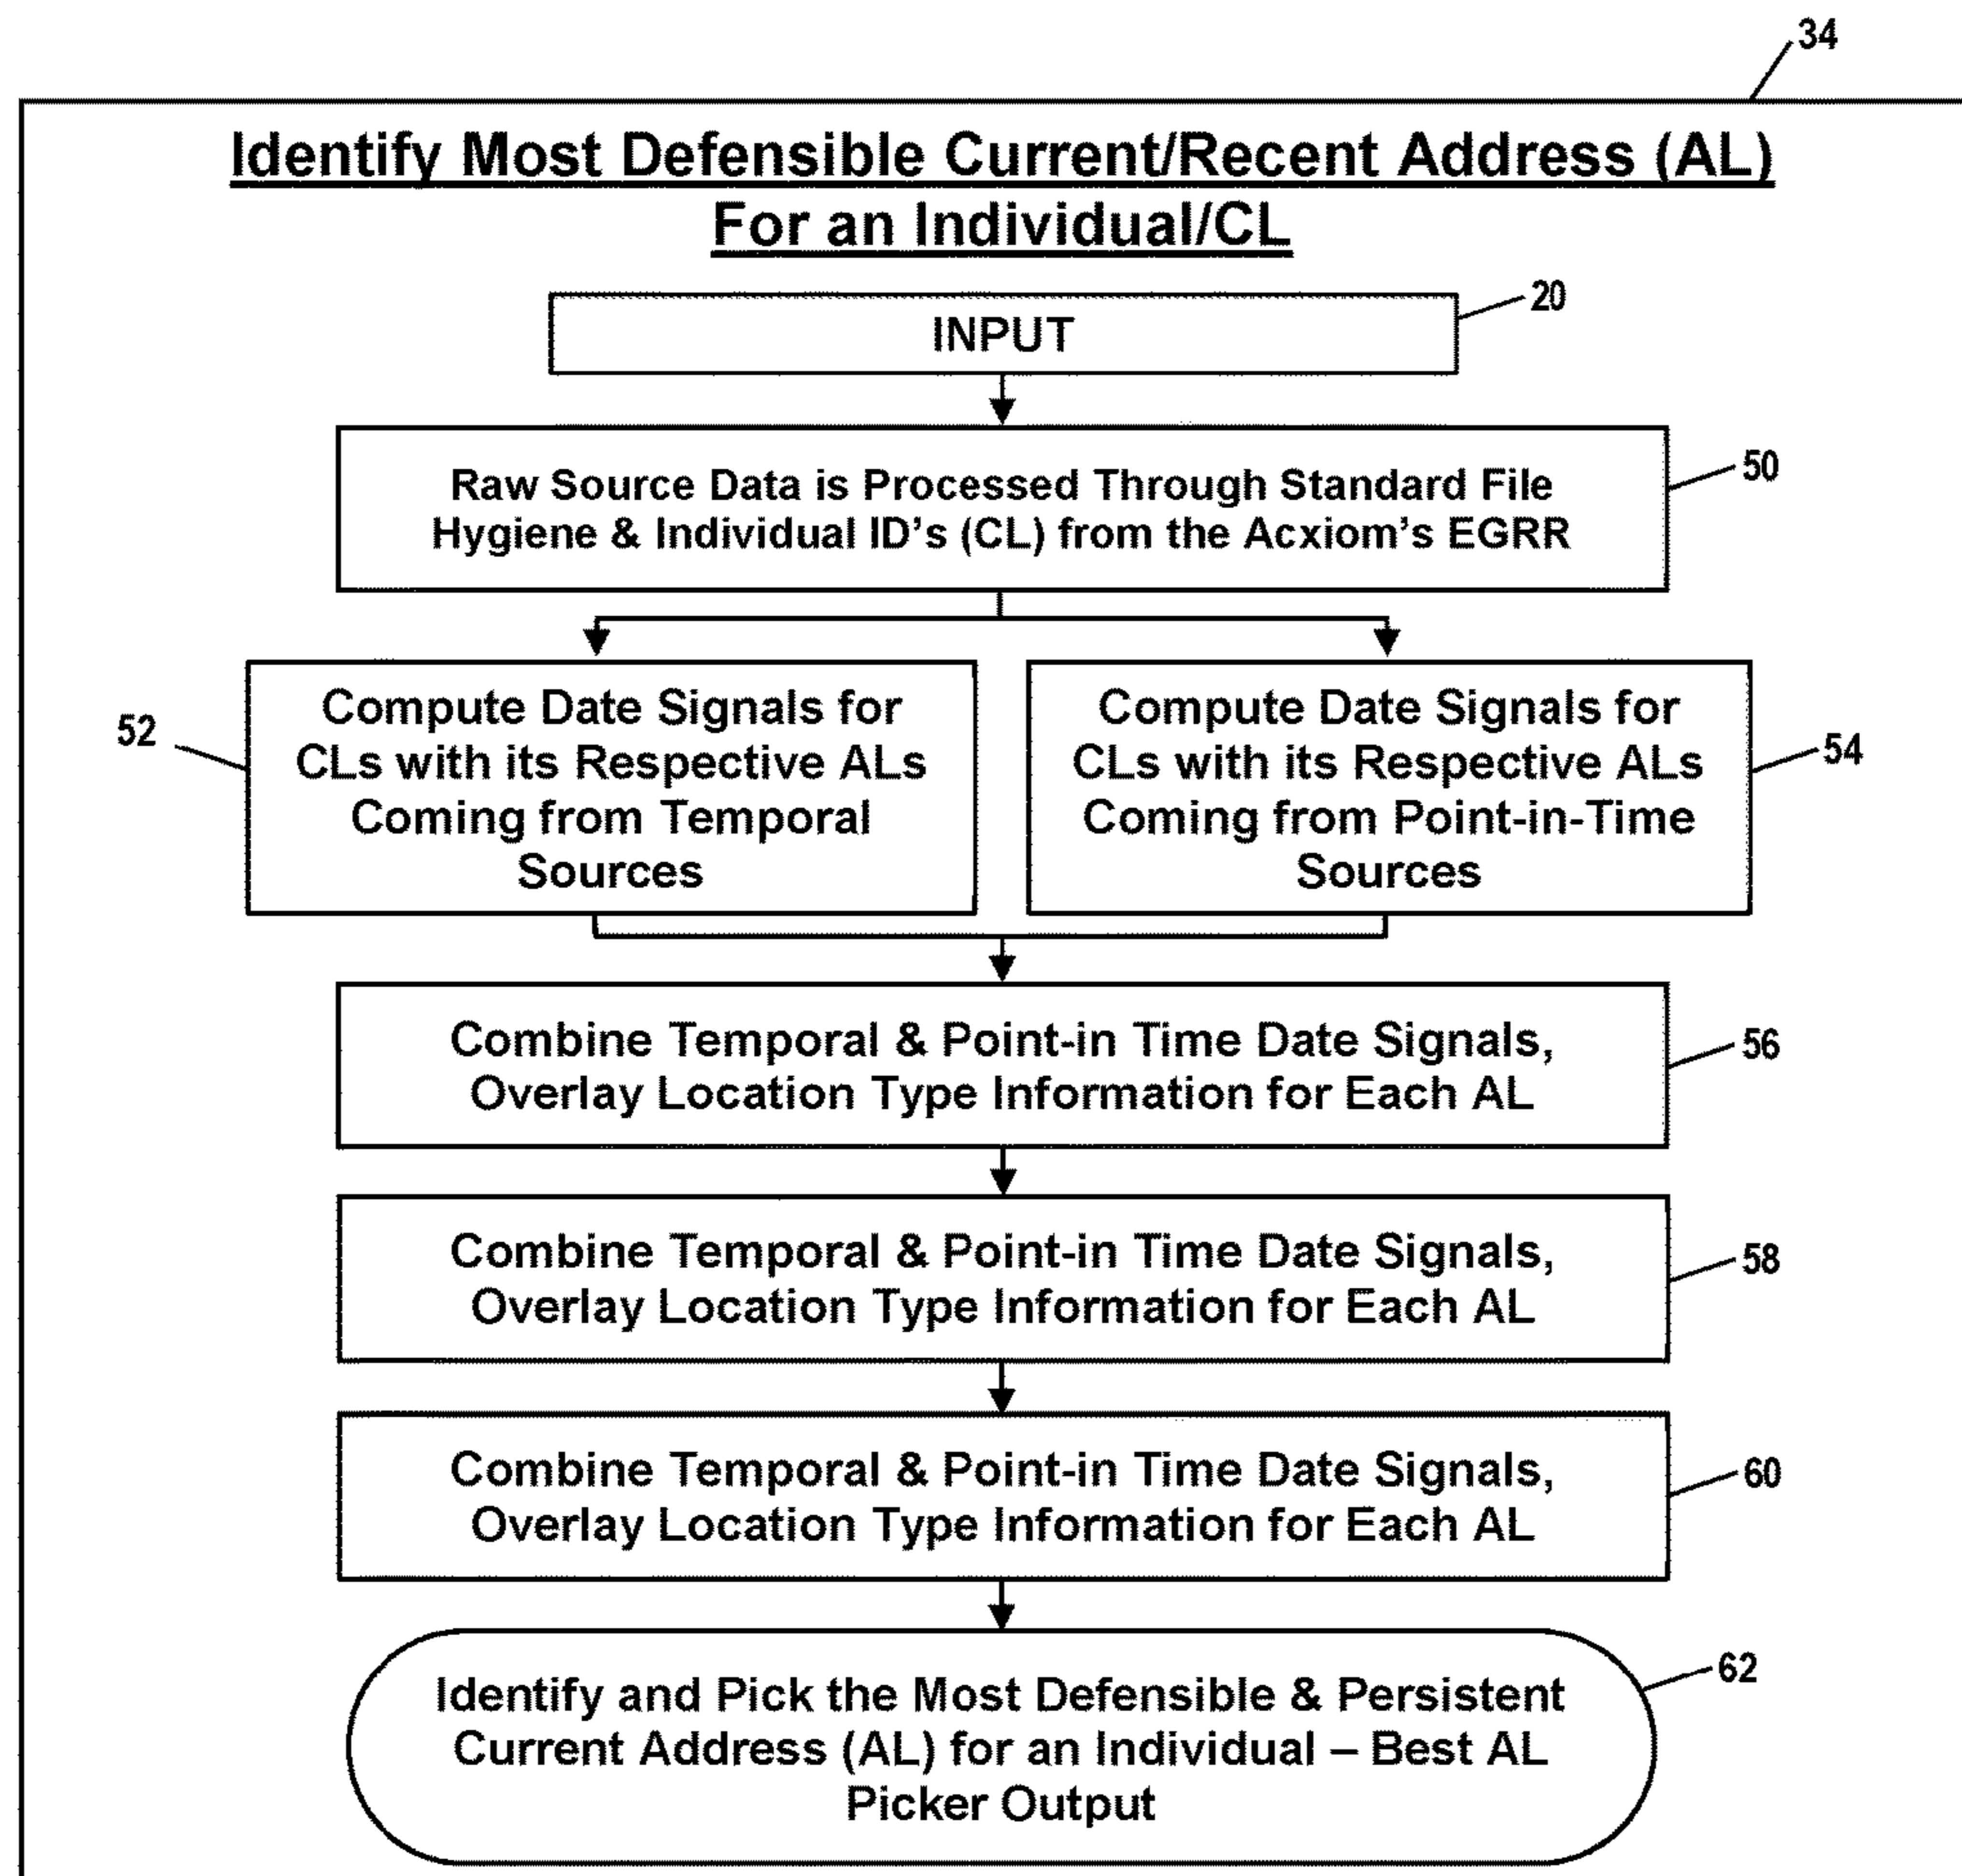 34
Identify Most Defensible Current/Recent Address (AL)
For an Individual/CL
20
INPUT
50
Raw Source Data is Processed Through Standard File
Hygiene & Individual ID's (CL) from the Acxiom's EGRR
52
Compute Date Signals for
CLs with its Respective ALs
Coming from Temporal
Sources
Compute Date Signals for
CLs with its Respective ALs
Coming from Point-in-Time
Sources
54
Combine Temporal & Point-in Time Date Signals,
Overlay Location Type Information for Each AL
56
Combine Temporal & Point-in Time Date Signals,
Overlay Location Type Information for Each AL
58
Combine Temporal & Point-in Time Date Signals,
Overlay Location Type Information for Each AL
60
62
Identify and Pick the Most Defensible & Persistent
Current Address (AL) for an Individual – Best AL
Picker Output